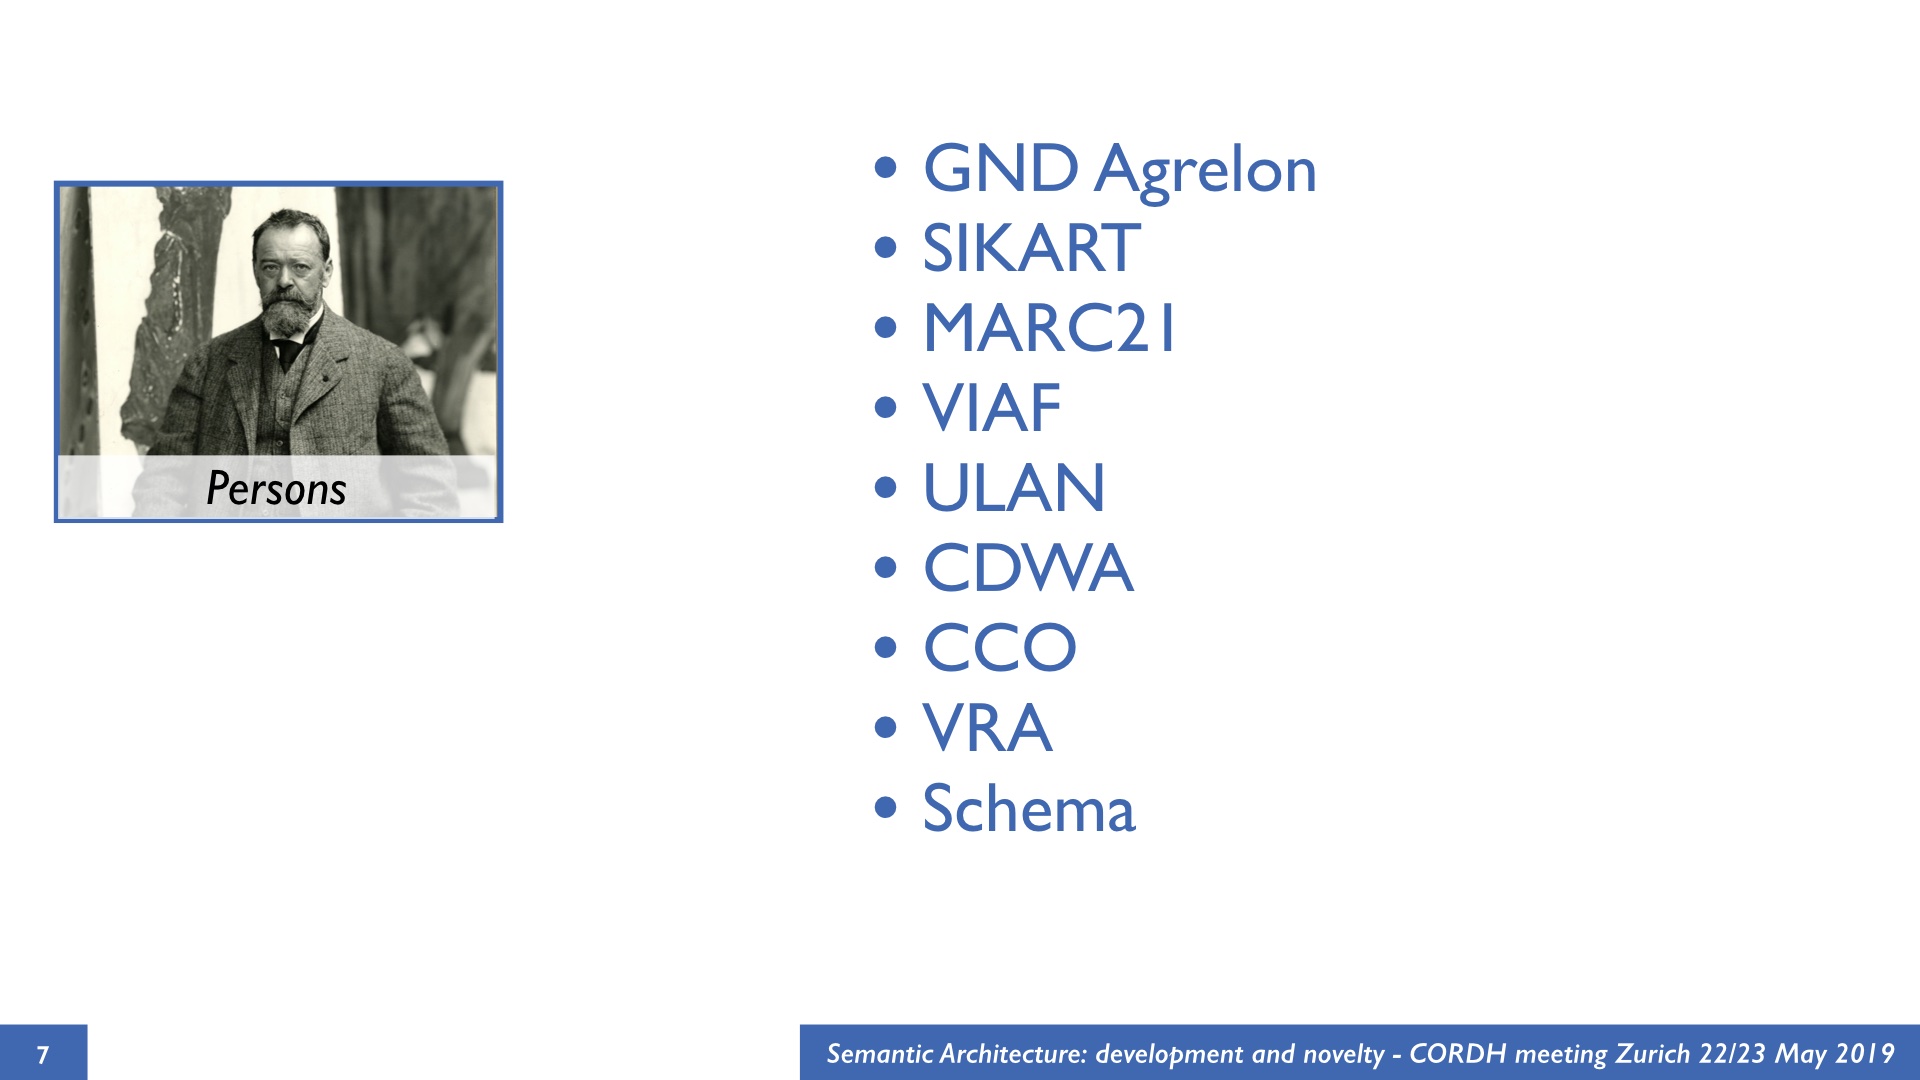 Persons
• GND Agrelon
• SIKART
• MARC21
• VIAF
• ULAN
• CDWA
• CCO
• VRA
• Schema
7
Semantic Architecture: development and novelty - CORDH meeting Zurich 22/23 May 2019